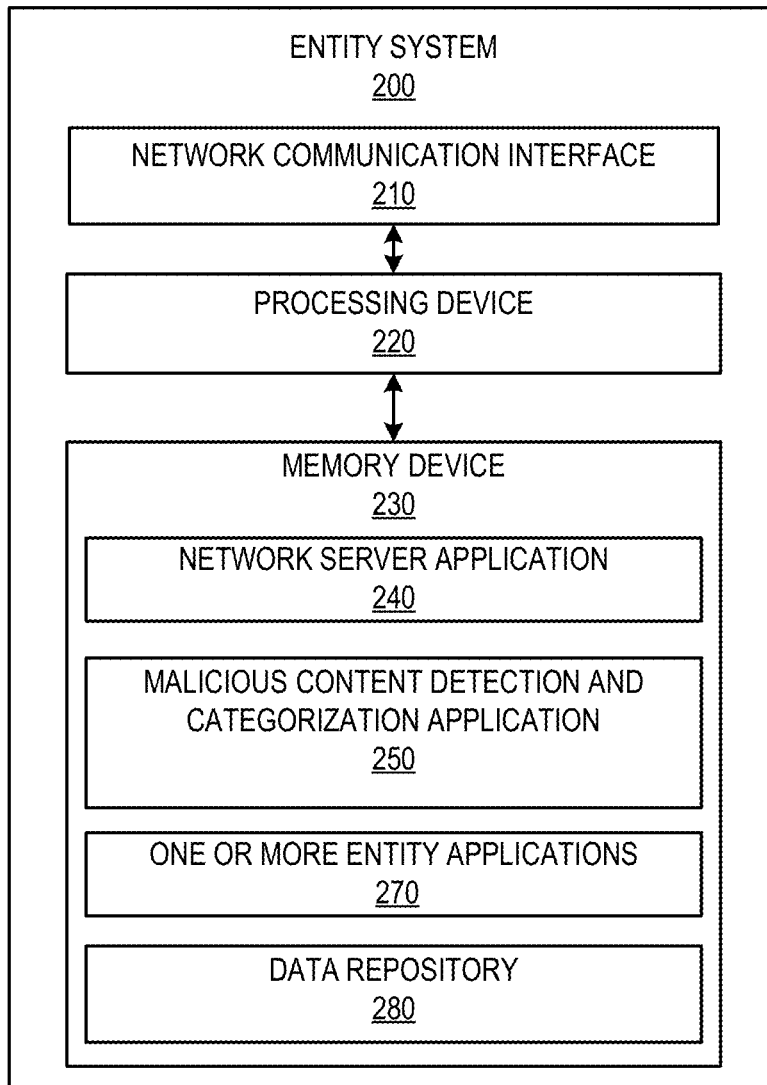 ENTITY SYSTEM
200
NETWORK COMMUNICATION INTERFACE
210
PROCESSING DEVICE
220
MEMORY DEVICE
230
NETWORK SERVER APPLICATION
240
MALICIOUS CONTENT DETECTION AND
CATEGORIZATION APPLICATION
250
ONE OR MORE ENTITY APPLICATIONS
270
DATA REPOSITORY
280